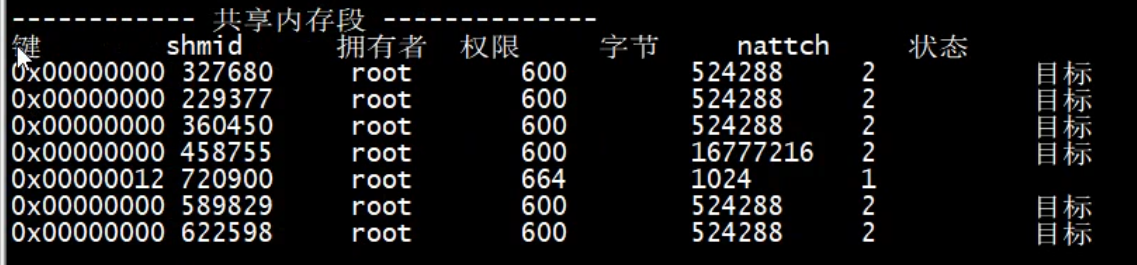 ------------ 共享内存段 --------------
键 shmid 拥有者 权限 字节 nattch 状态
0x00000000 327680 root 600 524288 2 目标
0x00000000 229377 root 600 524288 2 目标
0x00000000 360450 root 600 524288 2 目标
0x00000000 458755 root 600 16777216 2 目标
0x00000012 720900 root 664 1024 1
0x00000000 589829 root 600 524288 2 目标
0x00000000 622598 root 600 524288 2 目标